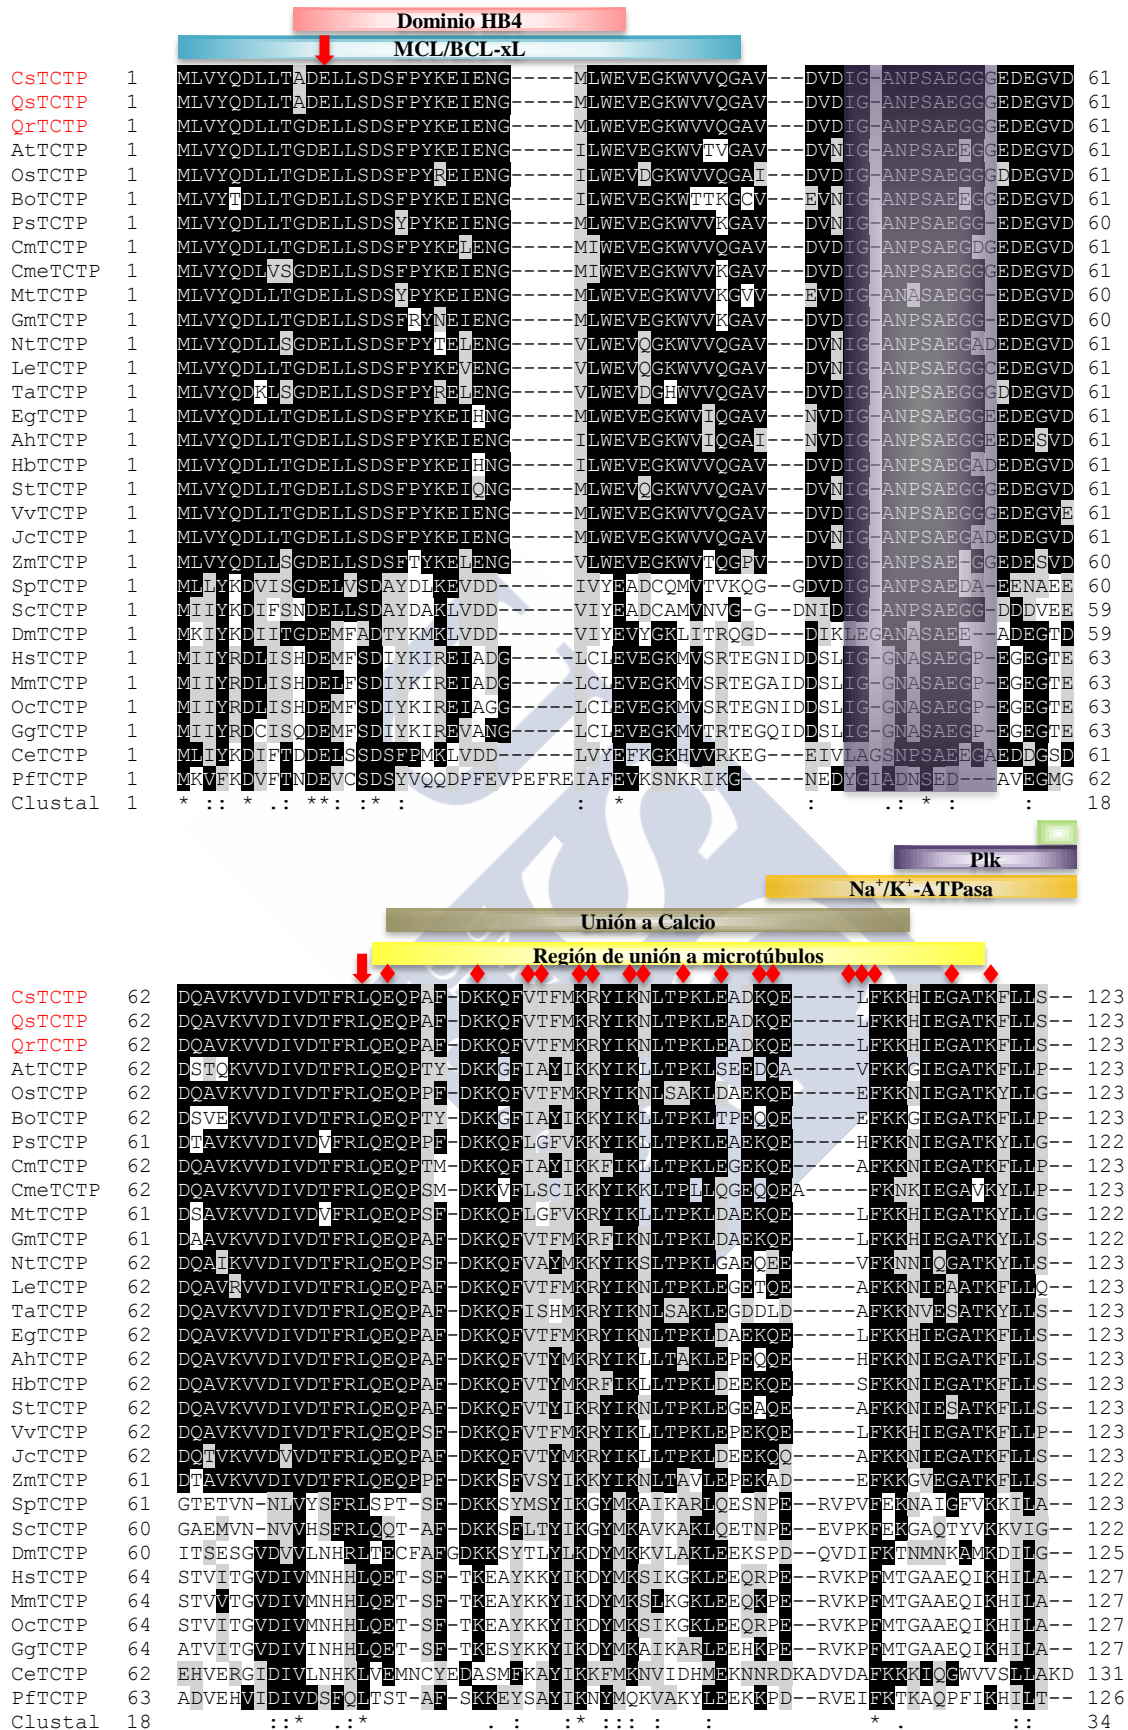 Dominio HB4
MCL/BCL-xL
CsTCTP 1 MLVYQDLLTADELLSDSFPYKEIENG-----MLWEVEGKWVVQGAV---DVDIG-ANPSAEGGGEDEGVD 61
QsTCTP 1 MLVYQDLLTADELLSDSFPYKEIENG-----MLWEVEGKWVVQGAV---DVDIG-ANPSAEGGGEDEGVD 61
QrTCTP 1 MLVYQDLLTGDELLSDSFPYKEIENG-----MLWEVEGKWVVQGAV---DVDIG-ANPSAEGGGEDEGVD 61
AtTCTP 1 MLVYQDLLTGDELLSDSFPYKEIENG-----ILWEVEGKWVTVGAV---DVNIG-ANPSAEEGGEDEGVD 61
OsTCTP 1 MLVYQDLLTGDELLSDSFPYREIENG-----ILWEVDGKWVVQGAI---DVDIG-ANPSAEGGGDDEGVD 61
BoTCTP 1 MLVYTDLLTGDELLSDSFPYKEIENG-----ILWEVEGKWTTKGCV---EVNIG-ANPSAEEGGEDEGVD 61
PsTCTP 1 MLVYQDLLTGDELLSDSYPYKEIENG-----MLWEVEGKWVVKGAV---DVDIG-ANPSAEGG-EDEGVD 60
CmTCTP 1 MLVYQDLLTGDELLSDSFPYKELENG-----MIWEVEGKWVVQGAV---DVDIG-ANPSAEGDGEDEGVD 61
CmeTCTP 1 MLVYQDLVSGDELLSDSFPYKEIENG-----MIWEVEGKWVVKGAV---DVDIG-ANPSAEGGGEDEGVD 61
MtTCTP 1 MLVYQDLLTGDELLSDSYPYKEIENG-----MLWEVEGKWVVKGVV---EVDIG-ANASAEGG-EDEGVD 60
GmTCTP 1 MLVYQDLLTGDELLSDSFRYNEIENG-----MLWEVEGKWVVKGAV---DVDIG-ANPSAEGG-EDEGVD 60
NtTCTP 1 MLVYQDLLSGDELLSDSFPYTELENG-----VLWEVQGKWVVQGAV---DVNIG-ANPSAEGADEDEGVD 61
LeTCTP 1 MLVYQDLLTGDELLSDSFPYKEVENG-----VLWEVQGKWVVQGAV---DVNIG-ANPSAEGGCEDEGVD 61
TaTCTP 1 MLVYQDKLSGDELLSDSFPYRELENG-----VLWEVDGHWVVQGAV---DVDIG-ANPSAEGGGDDEGVD 61
EgTCTP 1 MLVYQDLLTGDELLSDSFPYKEIHNG-----MLWEVEGKWVIQGAV---NVDIG-ANPSAEGGEEDEGVD 61
AhTCTP 1 MLVYQDLLTGDELLSDSFPYKEIENG-----ILWEVEGKWVIQGAI---NVDIG-ANPSAEGGEEDESVD 61
HbTCTP 1 MLVYQDLLTGDELLSDSFPYKEIHNG-----ILWEVEGKWVVQGAV---DVDIG-ANPSAEGADEDEGVD 61
StTCTP 1 MLVYQDLLTGDELLSDSFPYKEIQNG-----MLWEVQGKWVVQGAV---DVNIG-ANPSAEGGGEDEGVD 61
VvTCTP 1 MLVYQDLLTGDELLSDSFPYKEIENG-----MLWEVEGKWVVQGAV---DVDIG-ANPSAEGGGEDEGVE 61
JcTCTP 1 MLVYQDLLTGDELLSDSFPYKEIENG-----MLWEVEGKWVVQGAV---DVNIG-ANPSAEGADEDEGVD 61
ZmTCTP 1 MLVYQDLLSGDELLSDSFTYKELENG-----VLWEVEGKWVTQGPV---DVDIG-ANPSAE-GGEDESVD 60
SpTCTP 1 MLLYKDVISGDELVSDAYDLKEVDD------IVYEADCQMVTVKQG--GDVDIG-ANPSAEDA-EENAEE 60
ScTCTP 1 MIIYKDIFSNDELLSDAYDAKLVDD------VIYEADCAMVNVG-G--DNIDIG-ANPSAEGG-DDDVEE 59
DmTCTP 1 MKIYKDIITGDEMFADTYKMKLVDD------VIYEVYGKLITRQGD--DIKLEGANASAEE--ADEGTD 59
HsTCTP 1 MIIYRDLISHDEMFSDIYKIREIADG-----LCLEVEGKMVSRTEGNIDDSLIG-GNASAEGP-EGEGTE 63
MmTCTP 1 MIIYRDLISHDELFSDIYKIREIADG-----LCLEVEGKMVSRTEGAIDDSLIG-GNASAEGP-EGEGTE 63
OcTCTP 1 MIIYRDLISHDEMFSDIYKIREIAGG-----LCLEVEGKMVSRTEGNIDDSLIG-GNASAEGP-EGEGTE 63
GgTCTP 1 MIIYRDCISQDEMFSDIYKIREVANG-----LCLEVEGKMVTRTEGQIDDSLIG-GNASAEGP-EGEGTE 63
CeTCTP 1 MLIYKDIFTDDELSSDSFPMKLVDD------LVYEFKGKHVVRKEG---EIVLAGSNPSAEEGAEDDGSD 61
PfTCTP 1 MKVFKDVFTNDEVCSDSYVQQDPFEVPEFREIAFEVKSNKRIKG-----NEDYGIADNSED---AVEGMG 62
Clustal 1 * :: * .: **: :* : : * : .: * : : 18
Plk
Na+/K+-ATPasa
Unión a Calcio
Región de unión a microtúbulos
CsTCTP 62 DQAVKVVDIVDTFRLQEQPAF-DKKQFVTFMKRYIKNLTPKLEADKQE-----LFKKHIEGATKFLLS-- 123
QsTCTP 62 DQAVKVVDIVDTFRLQEQPAF-DKKQFVTFMKRYIKNLTPKLEADKQE-----LFKKHIEGATKFLLS-- 123
QrTCTP 62 DQAVKVVDIVDTFRLQEQPAF-DKKQFVTFMKRYIKNLTPKLEADKQE-----LFKKHIEGATKFLLS-- 123
AtTCTP 62 DSTQKVVDIVDTFRLQEQPTY-DKKGFIAYIKKYIKLLTPKLSEEDQA-----VFKKGIEGATKFLLP-- 123
OsTCTP 62 DQAVKVVDIVDTFRLQEQPPF-DKKQFVTFMKRYIKNLSAKLDAEKQE-----EFKKNIEGATKYLLG-- 123
BoTCTP 62 DSVEKVVDIVDTFRLQEQPTY-DKKGFIAYIKKYIKLLTPKLTPEQQE-----EFKKGIEGATKFLLP-- 123
PsTCTP 61 DTAVKVVDIVDVFRLQEQPPF-DKKQFLGFVKKYIKLLTPKLEAEKQE-----HFKKNIEGATKYLLG-- 122
CmTCTP 62 DQAVKVVDIVDTFRLQEQPTM-DKKQFIAYIKKFIKLLTPKLEGEKQE-----AFKKNIEGATKFLLP-- 123
CmeTCTP 62 DQAVKVVDIVDTFRLQEQPSM-DKKVFLSCIKKYIKKLTPLLQGEQQEA-----FKNKIEGAVKYLLP-- 123
MtTCTP 61 DSAVKVVDIVDVFRLQEQPSF-DKKQFLGFVKRYIKLLTPKLDAEKQE-----LFKKHIEGATKYLLG-- 122
GmTCTP 61 DAAVKVVDIVDTFRLQEQPSF-DKKQFVTFMKRFIKNLTPKLDAEKQE-----LFKKHIEGATKYLLS-- 122
NtTCTP 62 DQAIKVVDIVDTFRLQEQPSF-DKKQFVAYMKRYIKSLTPKLGAEQEE-----VFKNNIQGATKFLLS-- 123
LeTCTP 62 DQAVRVVDIVDTFRLQEQPAF-DKKQFVTFMKRYIKNLTPKLEGETQE-----AFKKNIEAATKFLLQ-- 123
TaTCTP 62 DQAVKVVDIVDTFRLQEQPAF-DKKQFISHMKRYIKNLSAKLEGDDLD-----AFKKNVESATKYLLS-- 123
EgTCTP 62 DQAVKVVDIVDTFRLQEQPAF-DKKQFVTFMKRYIKNLTPKLDAEKQE-----LFKKHIEGATKFLLS-- 123
AhTCTP 62 DQAVKVVDIVDTFRLQEQPAF-DKKQFVTYMKRYIKLLTAKLEPEQQE-----HFKKNIEGATKFLLS-- 123
HbTCTP 62 DQAVKVVDIVDTFRLQEQPAF-DKKQFVTYMKRFIKLLTPKLDEEKQE-----SFKKNIEGATKFLLS-- 123
StTCTP 62 DQAVKVVDIVDTFRLQEQPAF-DKKQFVTYMKRYIKNLTPKLEGEAQE-----AFKKNIESATKFLLS-- 123
VvTCTP 62 DQAVKVVDIVDTFRLQEQPSF-DKKQFVTFMKRYIKLLTPKLEPEKQE-----LFKKHIEGATKFLLS-- 123
JcTCTP 62 DQTVKVVDVVDTFRLQEQPAF-DKKQFVTYMKRYIKLLTPKLDEEKQQ-----AFKKNIEGATKFLLS-- 123
ZmTCTP 61 DTAVKVVDIVDTFRLQEQPPF-DKKSFVSYIKKYIKNLTAVLEPEKAD-----EFKKGVEGATKFLLS-- 122
SpTCTP 61 GTETVN-NLVYSFRLSPT-SF-DKKSYMSYIKGYMKAIKARLQESNPE--RVPVFEKNAIGFVKKILA-- 123
ScTCTP 60 GAEMVN-NVVHSFRLQQT-AF-DKKSFLTYIKGYMKAVKAKLQETNPE--EVPKFEKGAQTYVKKVIG-- 122
DmTCTP 60 ITSESGVDVVLNHRLTECFAFGDKKSYTLYLKDYMKKVLAKLEEKSPD--QVDIFKTNMNKAMKDILG-- 125
HsTCTP 64 STVITGVDIVMNHHLQET-SF-TKEAYKKYIKDYMKSIKGKLEEQRPE--RVKPFMTGAAEQIKHILA-- 127
MmTCTP 64 STVVTGVDIVMNHHLQET-SF-TKEAYKKYIKDYMKSLKGKLEEQKPE--RVKPFMTGAAEQIKHILA-- 127
OcTCTP 64 STVITGVDIVMNHHLQET-SF-TKEAYKKYIKDYMKSIKGKLEEQRPE--RVKPFMTGAAEQIKHILA-- 127
GgTCTP 64 ATVITGVDIVINHHLQET-SF-TKESYKKYIKDYMKAIKARLEEHKPE--RVKPFMTGAAEQIKHILA-- 127
CeTCTP 62 EHVERGIDIVLNHKLVEMNCYEDASMFKAYIKKFMKNVIDHMEKNNRDKADVDAFKKKIQGWVVSLLAKD 131
PfTCTP 63 ADVEHVIDIVDSFQLTSTAF-SKKEYSAYIKNYMQKVAKYLEEKKPD--RVEIFKTKAQPFIKHILT-- 126
Clustal 18 ::* .:* . : :* ::: : : * . :: 34